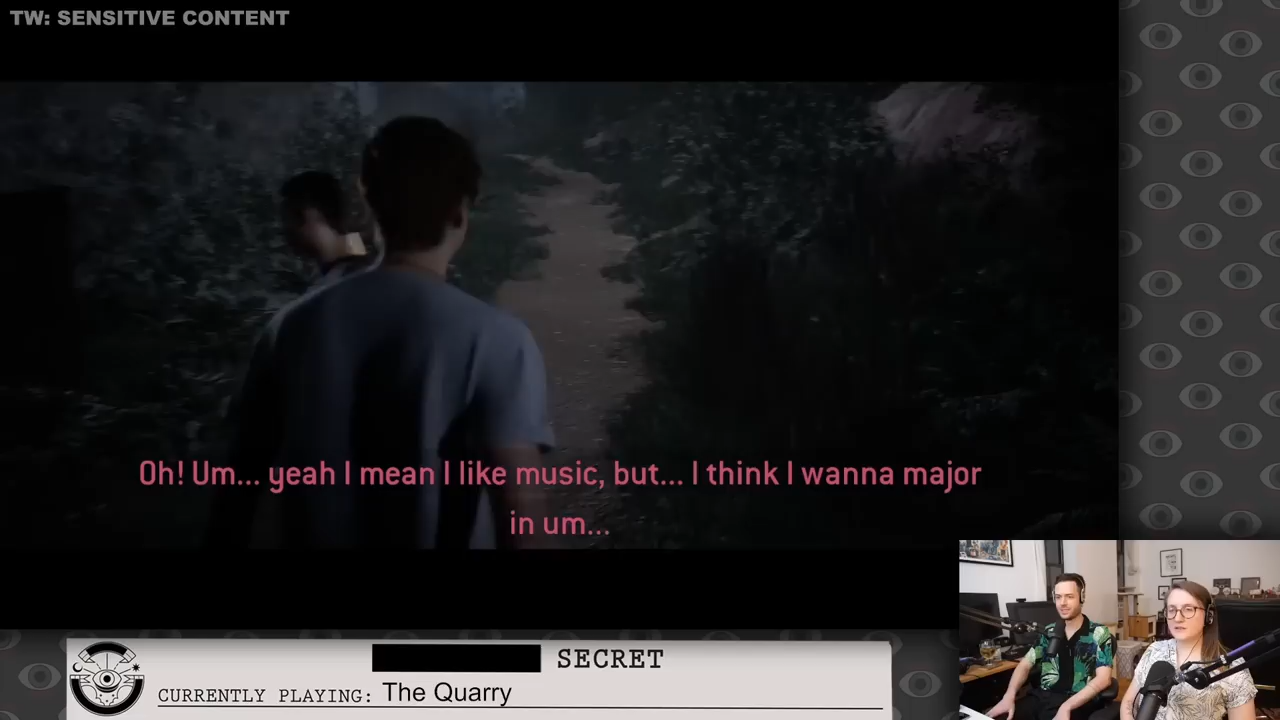 TW: SENSITIVE CONTENT
Oh! Um... yeah I mean I like music, but... I think I wanna major
in um...
SECRET
CURRENTLY PLAYING: The Quarry